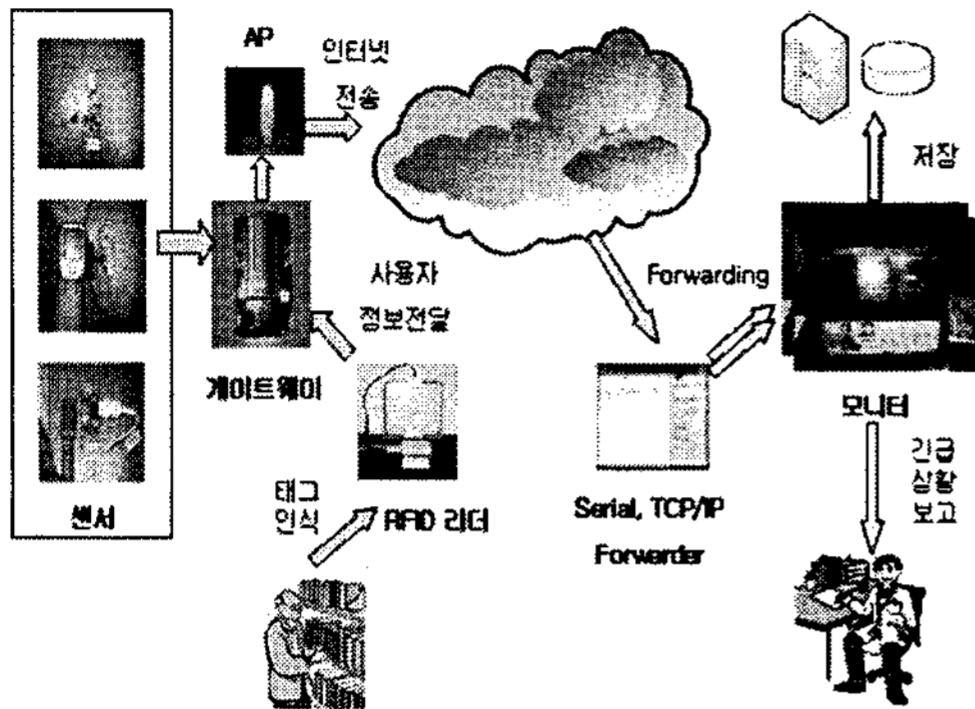 AP
인터넷
전송
저장
사용자
정보전달
Forwarding
게이트웨이
모니터
긴급
상황
보고
태그
인식
RFID 리더
센서
Serial, TCP/IP
Forwarder